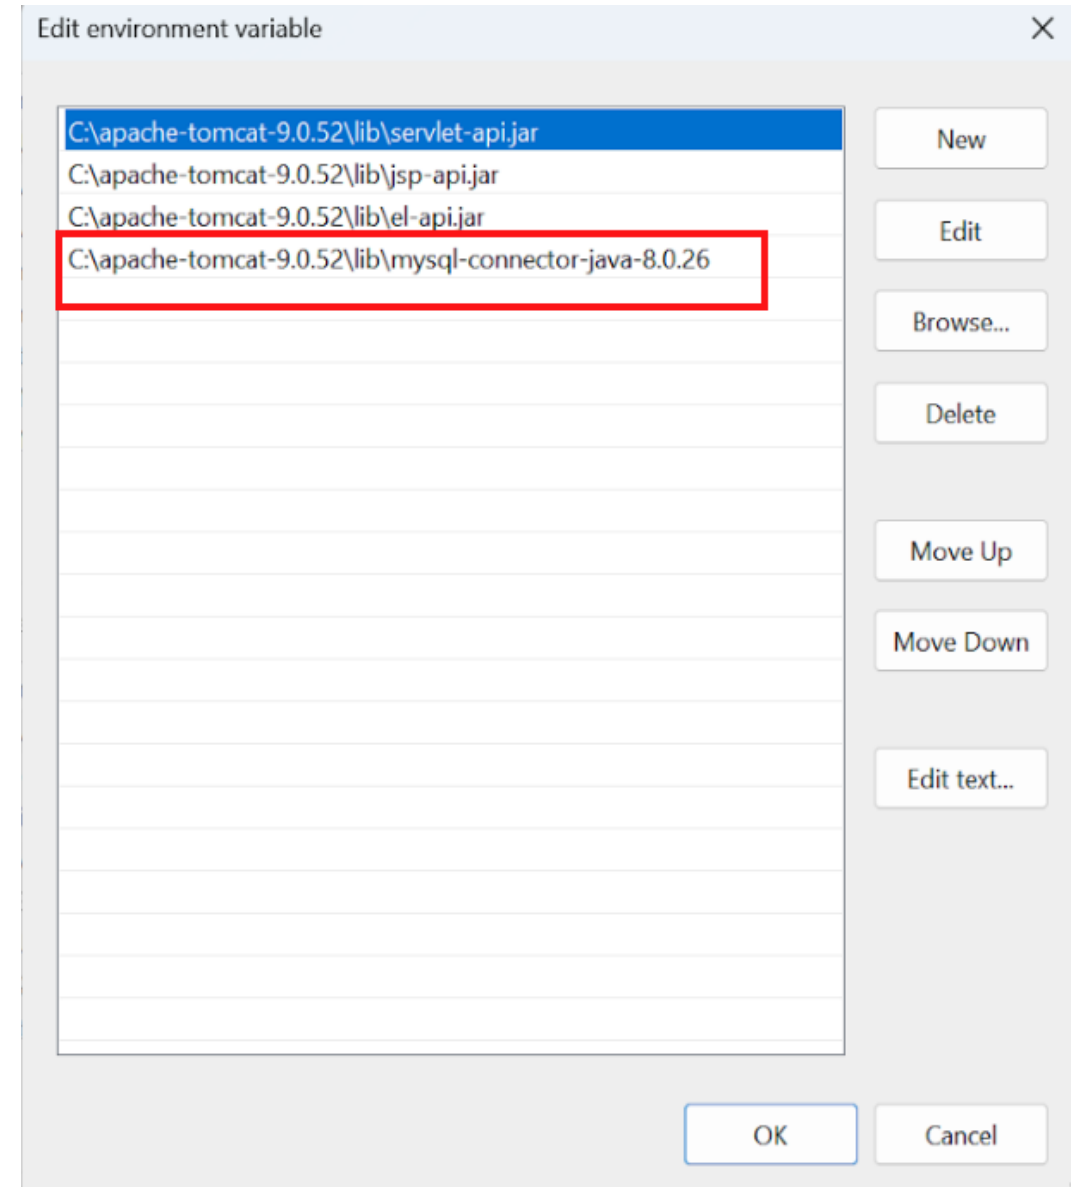 Edit environment variable
C:\apache-tomcat-9.0.52\lib\servlet-api.jar
C:\apache-tomcat-9.0.52\lib\jsp-api.jar
C:\apache-tomcat-9.0.52\lib\el-api.jar
C:\apache-tomcat-9.0.52\lib\mysql-connector-java-8.0.26
New
Edit
Browse...
Delete
Move Up
Move Down
Edit text...
OK
Cancel